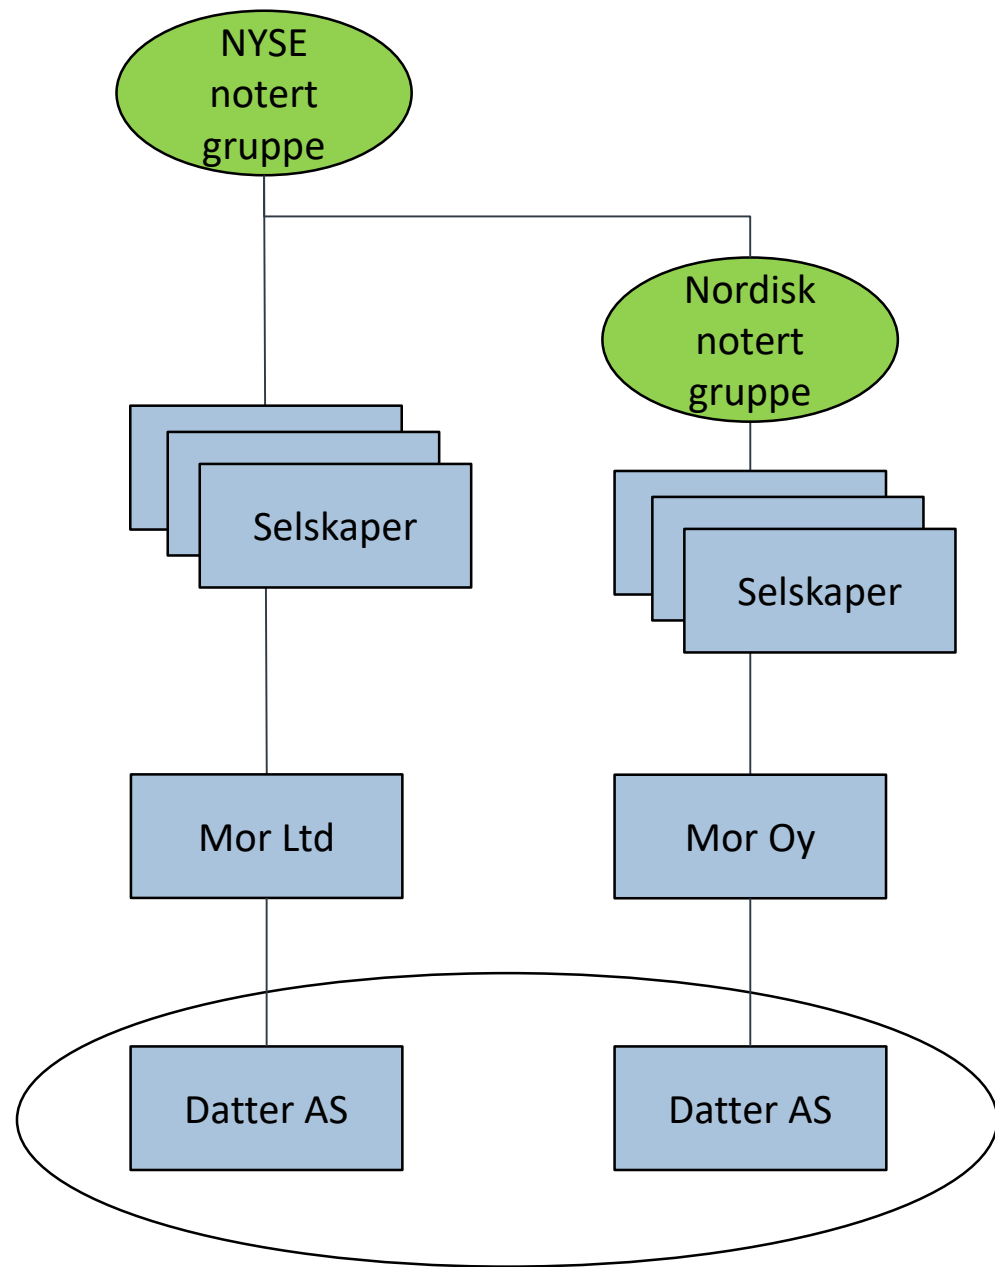 NYSE
notert
gruppe
Nordisk
notert
gruppe
Selskaper
Selskaper
Mor Ltd
Mor Oy
Datter AS
Datter AS